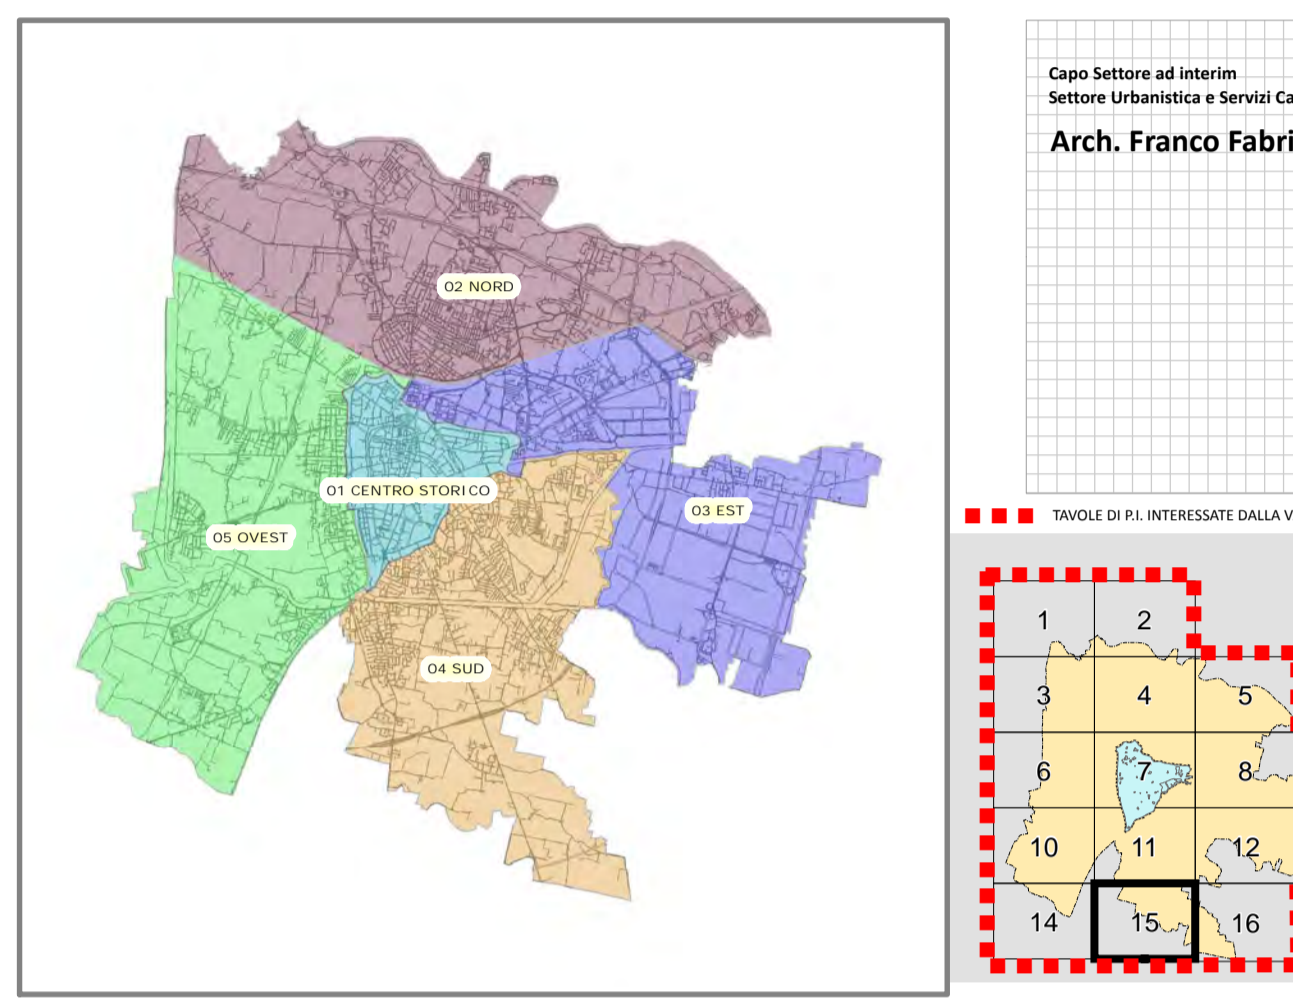 02 NORD
01 CENTRO STORICO
03 EST
05 OVEST
04 SUD
Capo Settore ad interim
Settore Urbanistica e Servizi Ca
Arch. Franco Fabri
TAVOLE DI P.I. INTERESSATE DALLA V
1 2
3 4 5
6 7 8
10 11 12
14 15 16